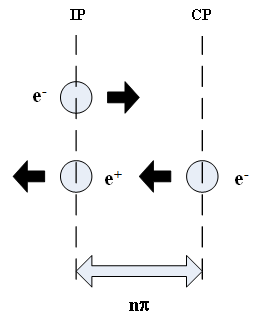 IP CP
e-
e+ e-
nπ